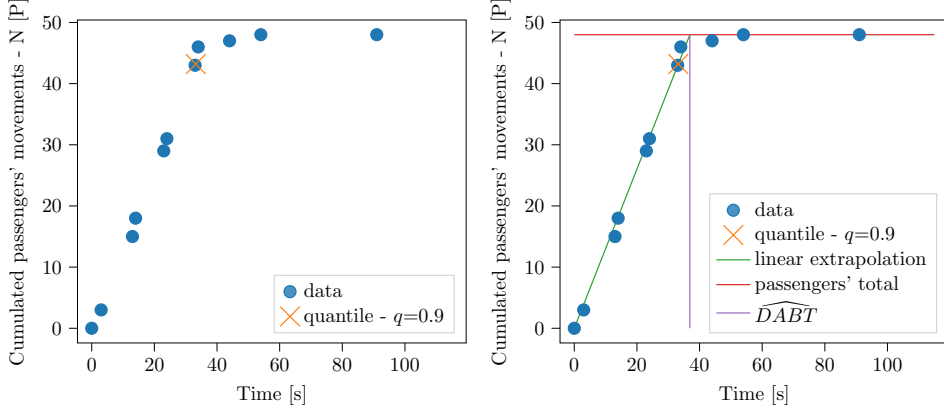 Cumulated passengers' movements - N [P]
50
40
30
20
10
0
0 20 40 60 80 100
Time [s]
data
quantile - q=0.9
Cumulated passengers' movements - N [P]
50
40
30
20
10
0
0 20 40 60 80 100
Time [s]
data
quantile - q=0.9
linear extrapolation
passengers' total
$\widehat{DABT}$